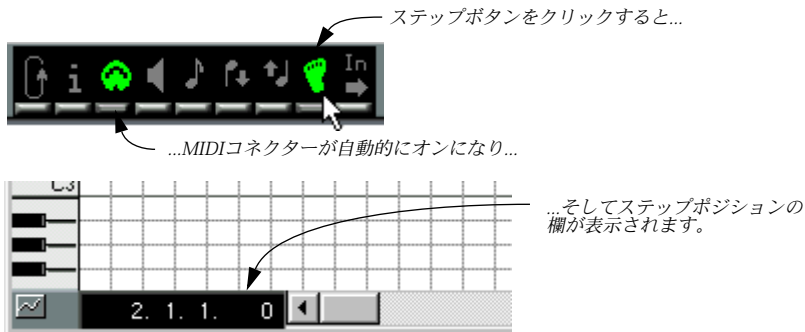 ステップボタンをクリックすると...
In
...MIDIコネクターが自動的にオンになり...
C3
...そしてステップポジションの
欄が表示されます。
2. 1. 1. 0